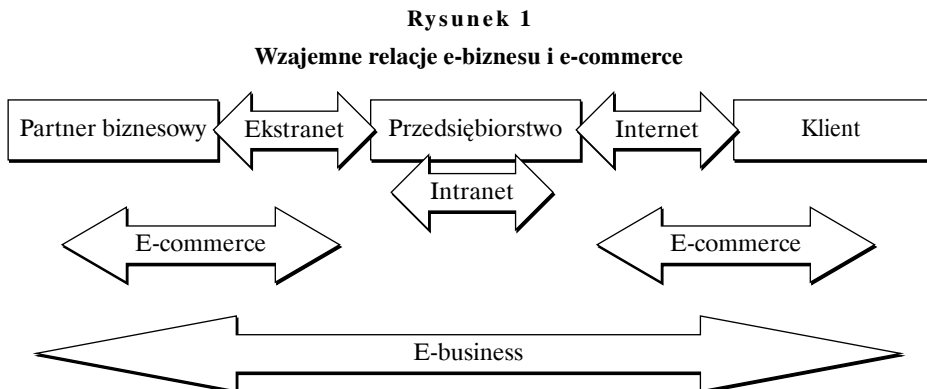 Rysunek 1
Wzajemne relacje e-biznesu i e-commerce
Partner biznesowy
Ekstranet
Przedsiębiorstwo
Internet
Klient
Intranet
E-commerce
E-commerce
E-business